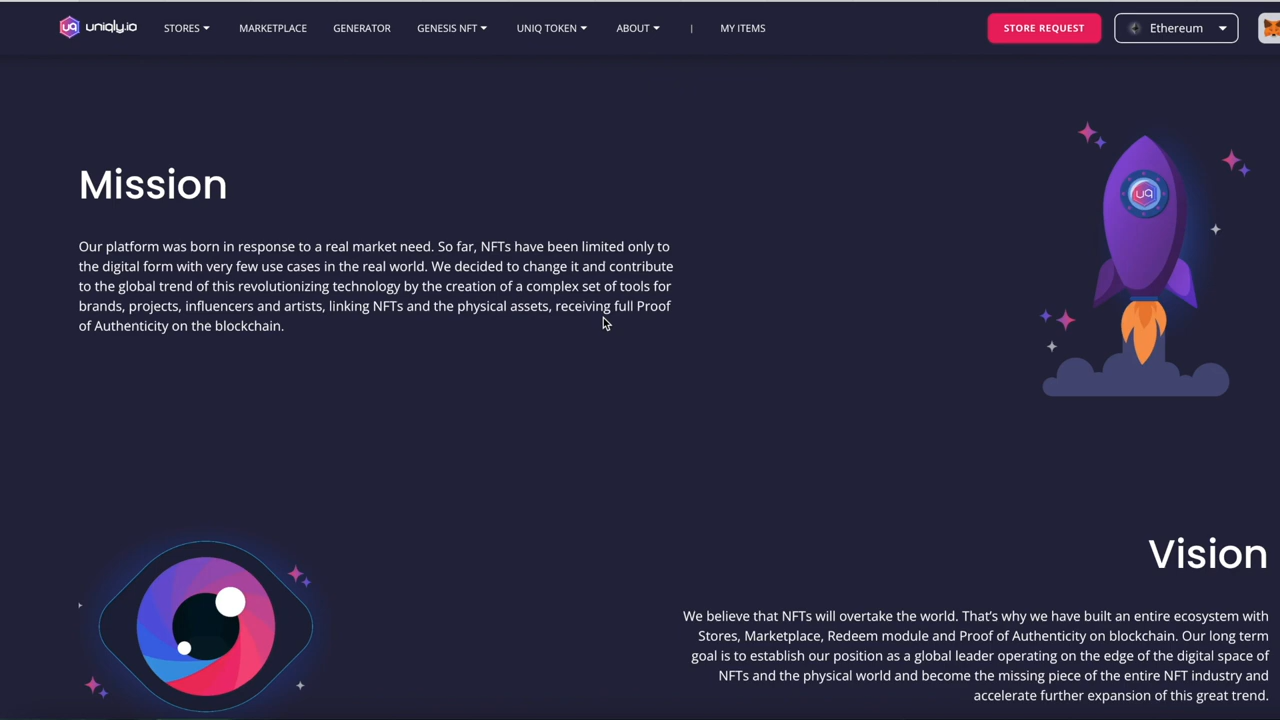 uq uniqly.io STORES MARKETPLACE GENERATOR GENESIS NFT UNIQ TOKEN ABOUT | MY ITEMS STORE REQUEST Ethereum
uq
Mission
Our platform was born in response to a real market need. So far, NFTs have been limited only to
the digital form with very few use cases in the real world. We decided to change it and contribute
to the global trend of this revolutionizing technology by the creation of a complex set of tools for
brands, projects, influencers and artists, linking NFTs and the physical assets, receiving full Proof
of Authenticity on the blockchain.
Vision
We believe that NFTs will overtake the world. That's why we have built an entire ecosystem with
Stores, Marketplace, Redeem module and Proof of Authenticity on blockchain. Our long term
goal is to establish our position as a global leader operating on the edge of the digital space of
NFTs and the physical world and become the missing piece of the entire NFT industry and
accelerate further expansion of this great trend.